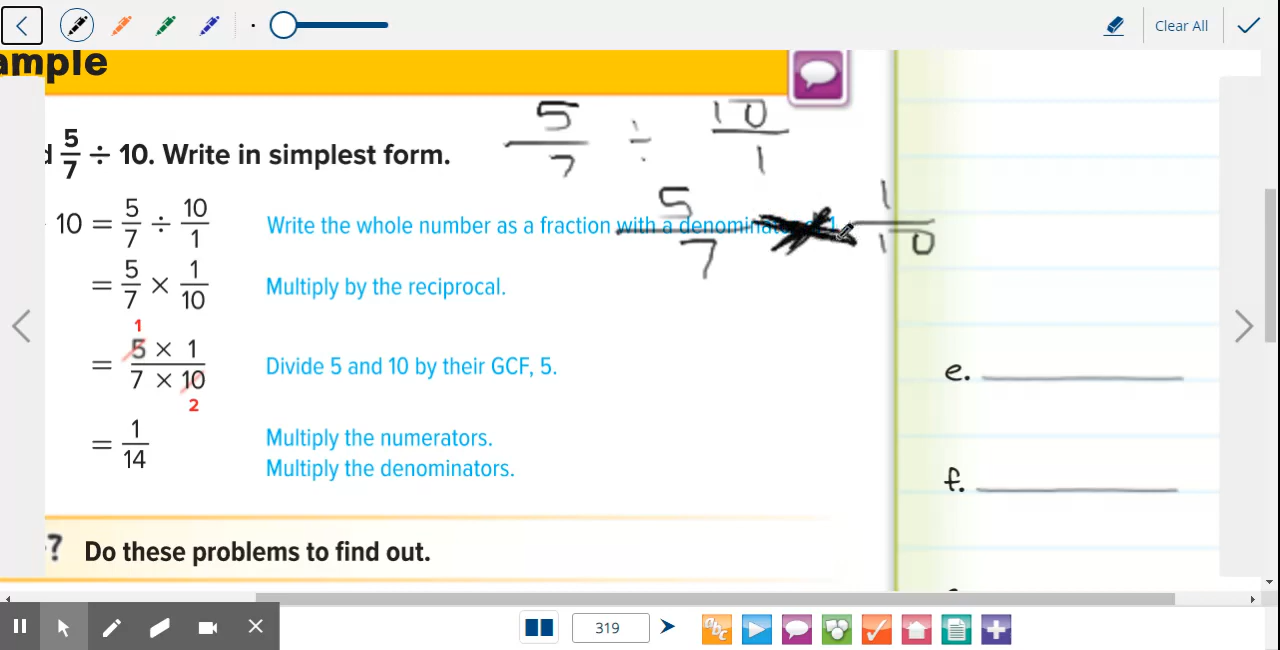 Clear All
ample
5/7 ÷ 10/1
5/7 ÷ 10. Write in simplest form.
5/7 × 1/10
10 = 5/7 ÷ 10/1 Write the whole number as a fraction with a denominator of 1.
= 5/7 × 1/10 Multiply by the reciprocal.
1
= 5 × 1 / 7 × 10 Divide 5 and 10 by their GCF, 5.
2
e.
= 1/14 Multiply the numerators.
Multiply the denominators.
f.
? Do these problems to find out.
319
abc